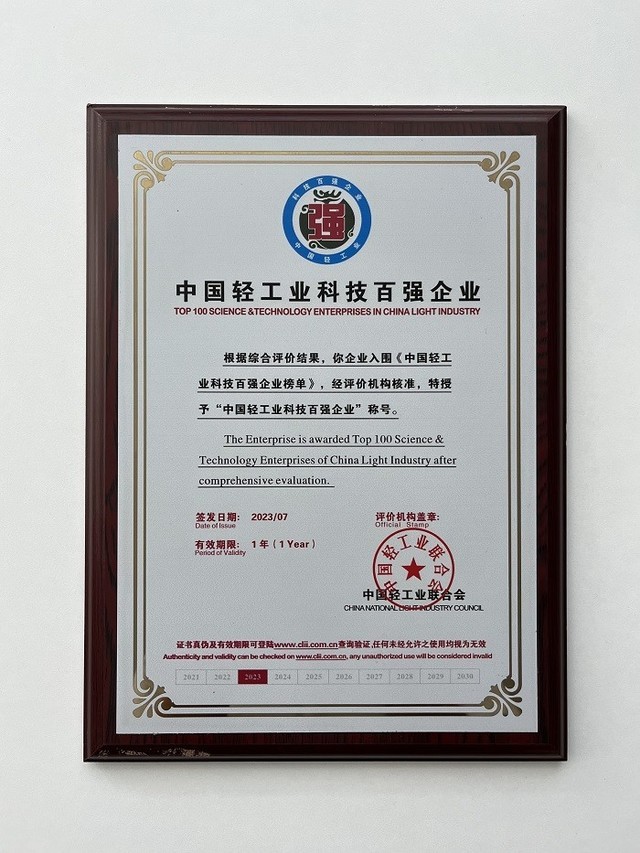 科技百强企业
强
中国轻工业
中国轻工业科技百强企业
TOP 100 SCIENCE &TECHNOLOGY ENTERPRISES IN CHINA LIGHT INDUSTRY
根据综合评价结果，你企业入围《中国轻工
业科技百强企业榜单》，经评价机构核准，特授
予“中国轻工业科技百强企业”称号。
The Enterprise is awarded Top 100 Science &
Technology Enterprises of China Light Industry after
comprehensive evaluation.
签发日期: 2023/07
Date of Issue
评价机构盖章:
Official Stamp
有效期限: 1 年（1 Year）
Period of Validity
中国轻工业联合会
中国轻工业联合会
CHINA NATIONAL LIGHT INDUSTRY COUNCIL
证书真伪及有效期限可登陆www.clii.com.cn查询验证,任何未经允许之使用均视为无效
Authenticity and validity can be checked on www.clii.com.cn, any unauthorized use will be considered invalid
2021 2022 2023 2024 2025 2026 2027 2028 2029 2030